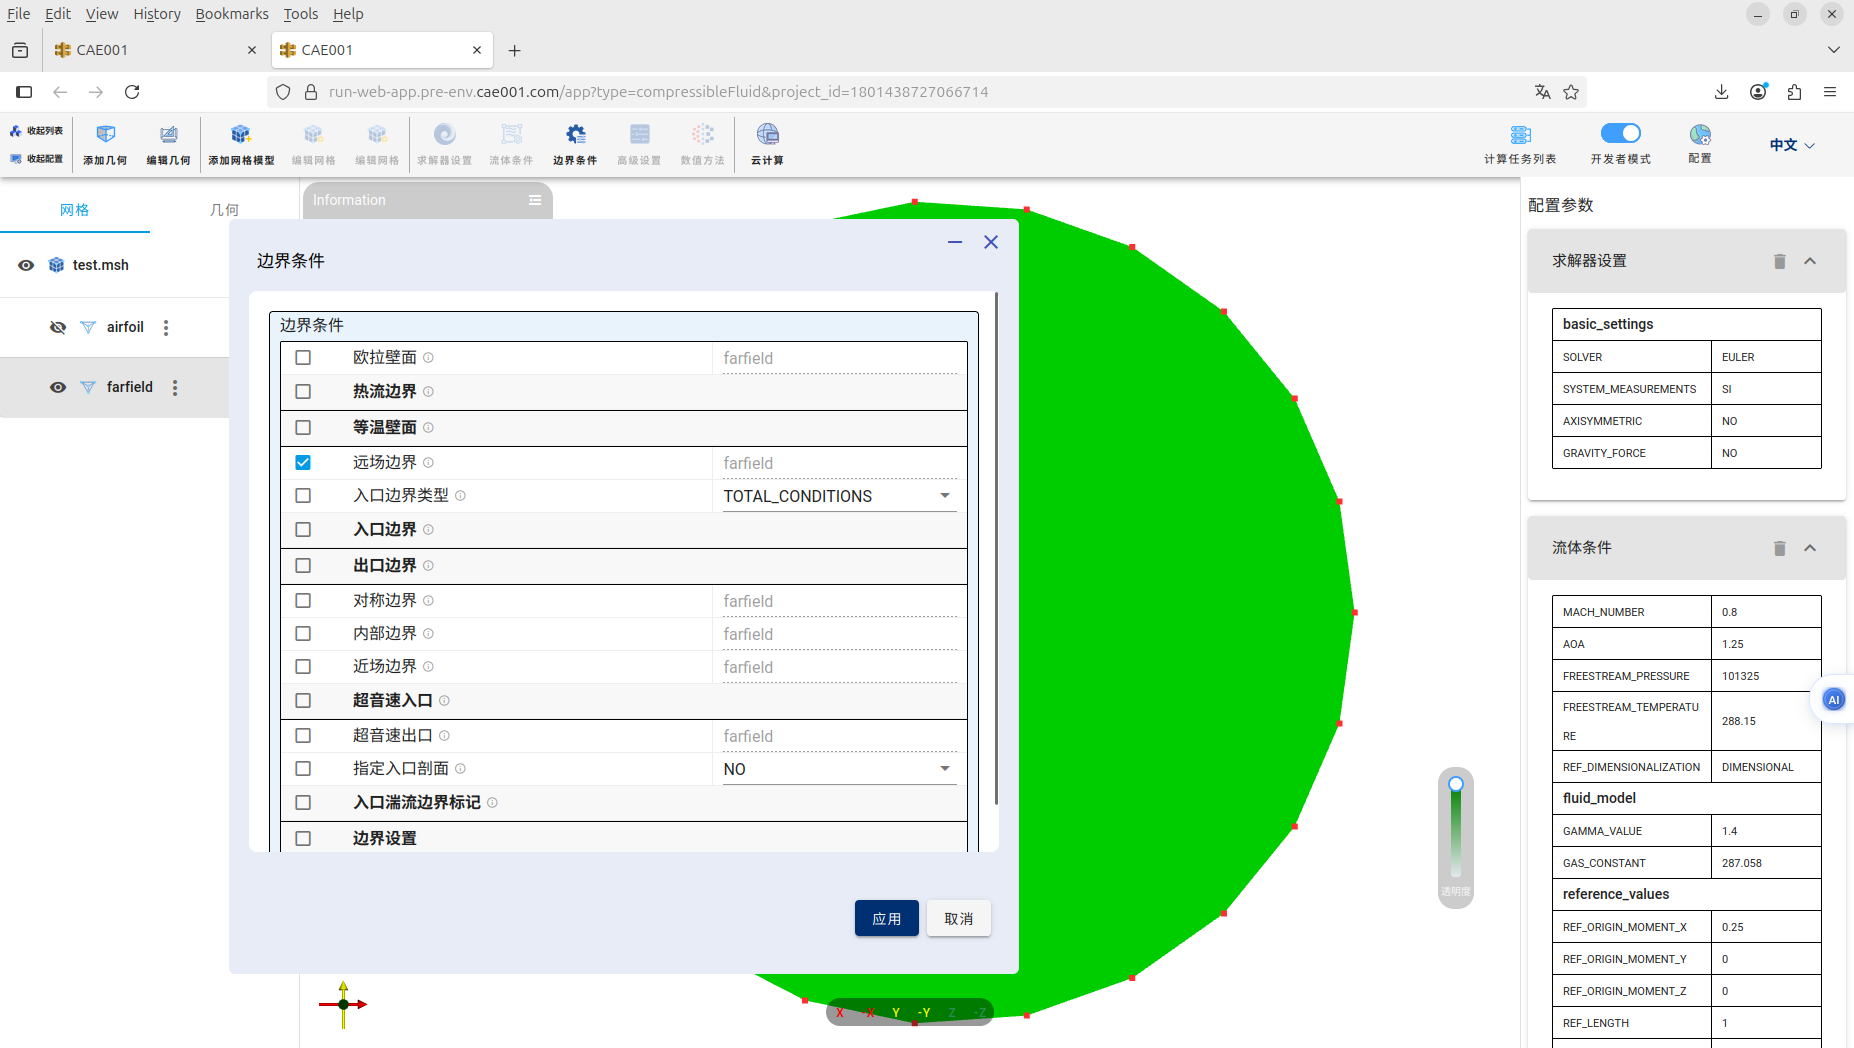 File Edit View History Bookmarks Tools Help
CAE001
CAE001
run-web-app.pre-env.cae001.com/app?type=compressibleFluid&project_id=1801438727066714
收起列表
收起配置
添加几何
编辑几何
添加网格模型
编辑网格
编辑网格
求解器设置
流体条件
边界条件
高级设置
数值方法
云计算
计算任务列表
开发者模式
配置
中文
网格
几何
test.msh
airfoil
farfield
Information
边界条件
边界条件
欧拉壁面 farfield
热流边界
等温壁面
远场边界 farfield
入口边界类型 TOTAL_CONDITIONS
入口边界
出口边界
对称边界 farfield
内部边界 farfield
近场边界 farfield
超音速入口
超音速出口 farfield
指定入口剖面 NO
入口湍流边界标记
边界设置
应用
取消
X -X Y -Y Z -Z
透明度
配置参数
求解器设置
basic_settings
SOLVER EULER
SYSTEM_MEASUREMENTS SI
AXISYMMETRIC NO
GRAVITY_FORCE NO
流体条件
MACH_NUMBER 0.8
AOA 1.25
FREESTREAM_PRESSURE 101325
FREESTREAM_TEMPERATU
RE 288.15
REF_DIMENSIONALIZATION DIMENSIONAL
fluid_model
GAMMA_VALUE 1.4
GAS_CONSTANT 287.058
reference_values
REF_ORIGIN_MOMENT_X 0.25
REF_ORIGIN_MOMENT_Y 0
REF_ORIGIN_MOMENT_Z 0
REF_LENGTH 1
AI